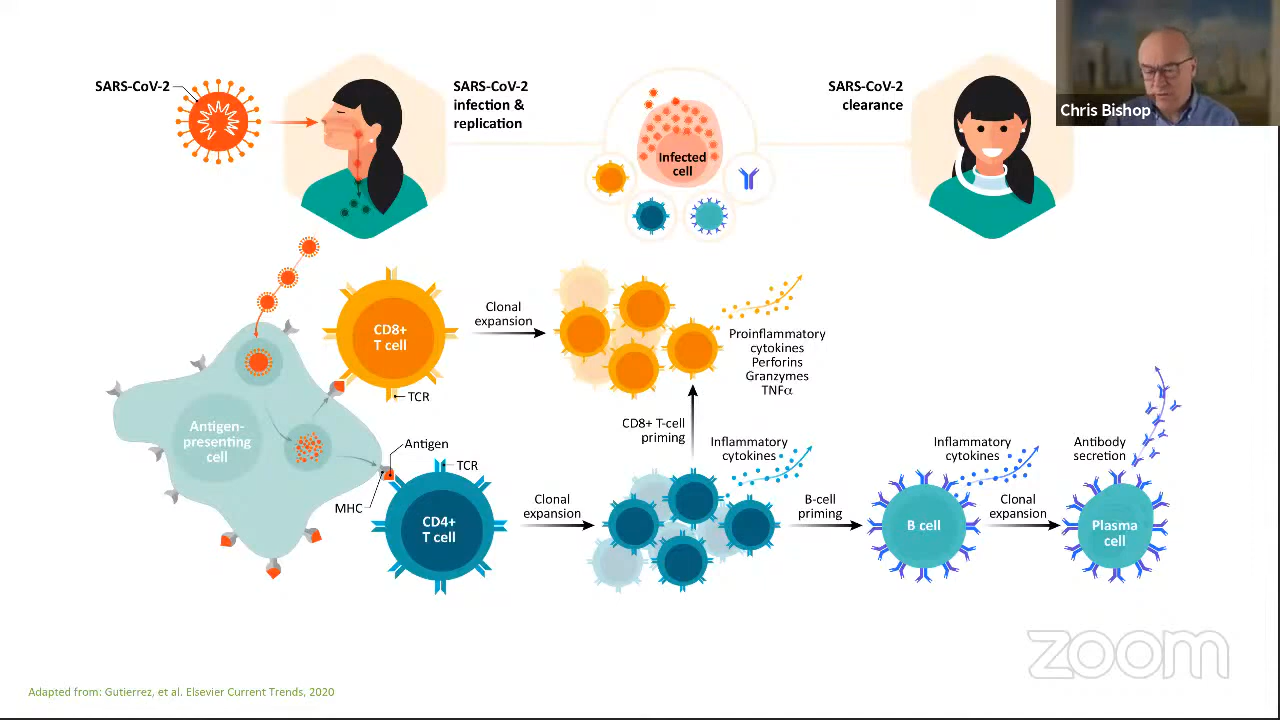 SARS-CoV-2
SARS-CoV-2
infection &
replication
Infected
cell
SARS-CoV-2
clearance
Chris Bishop
CD8+
T cell
TCR
Clonal
expansion
Proinflammatory
cytokines
Perforins
Granzymes
TNFα
CD8+ T-cell
priming
Antigen-
presenting
cell
Antigen
MHC
TCR
CD4+
T cell
Clonal
expansion
Inflammatory
cytokines
B-cell
priming
B cell
Inflammatory
cytokines
Clonal
expansion
Antibody
secretion
Plasma
cell
zoom
Adapted from: Gutierrez, et al. Elsevier Current Trends, 2020